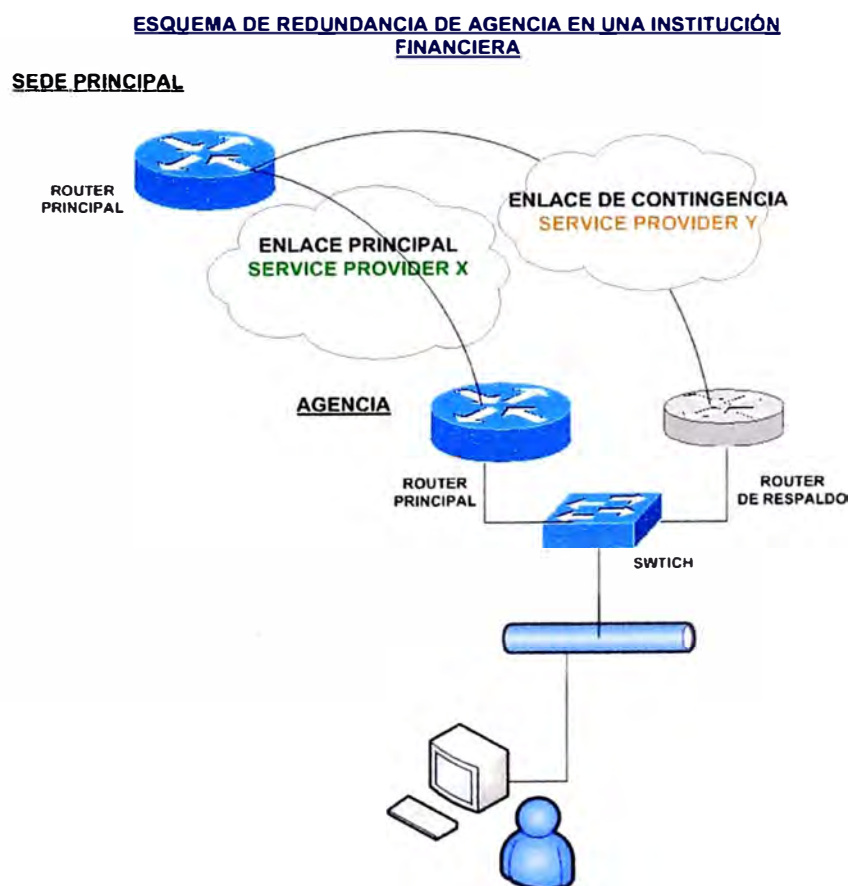 ESQUEMA DE REDUNDANCIA DE AGENCIA EN UNA INSTITUCIÓN
FINANCIERA
SEDE PRINCIPAL
ROUTER
PRINCIPAL
ENLACE DE CONTINGENCIA
SERVICE PROVIDER Y
ENLACE PRINCIPAL
SERVICE PROVIDER X
AGENCIA
ROUTER
PRINCIPAL
ROUTER
DE RESPALDO
SWTICH